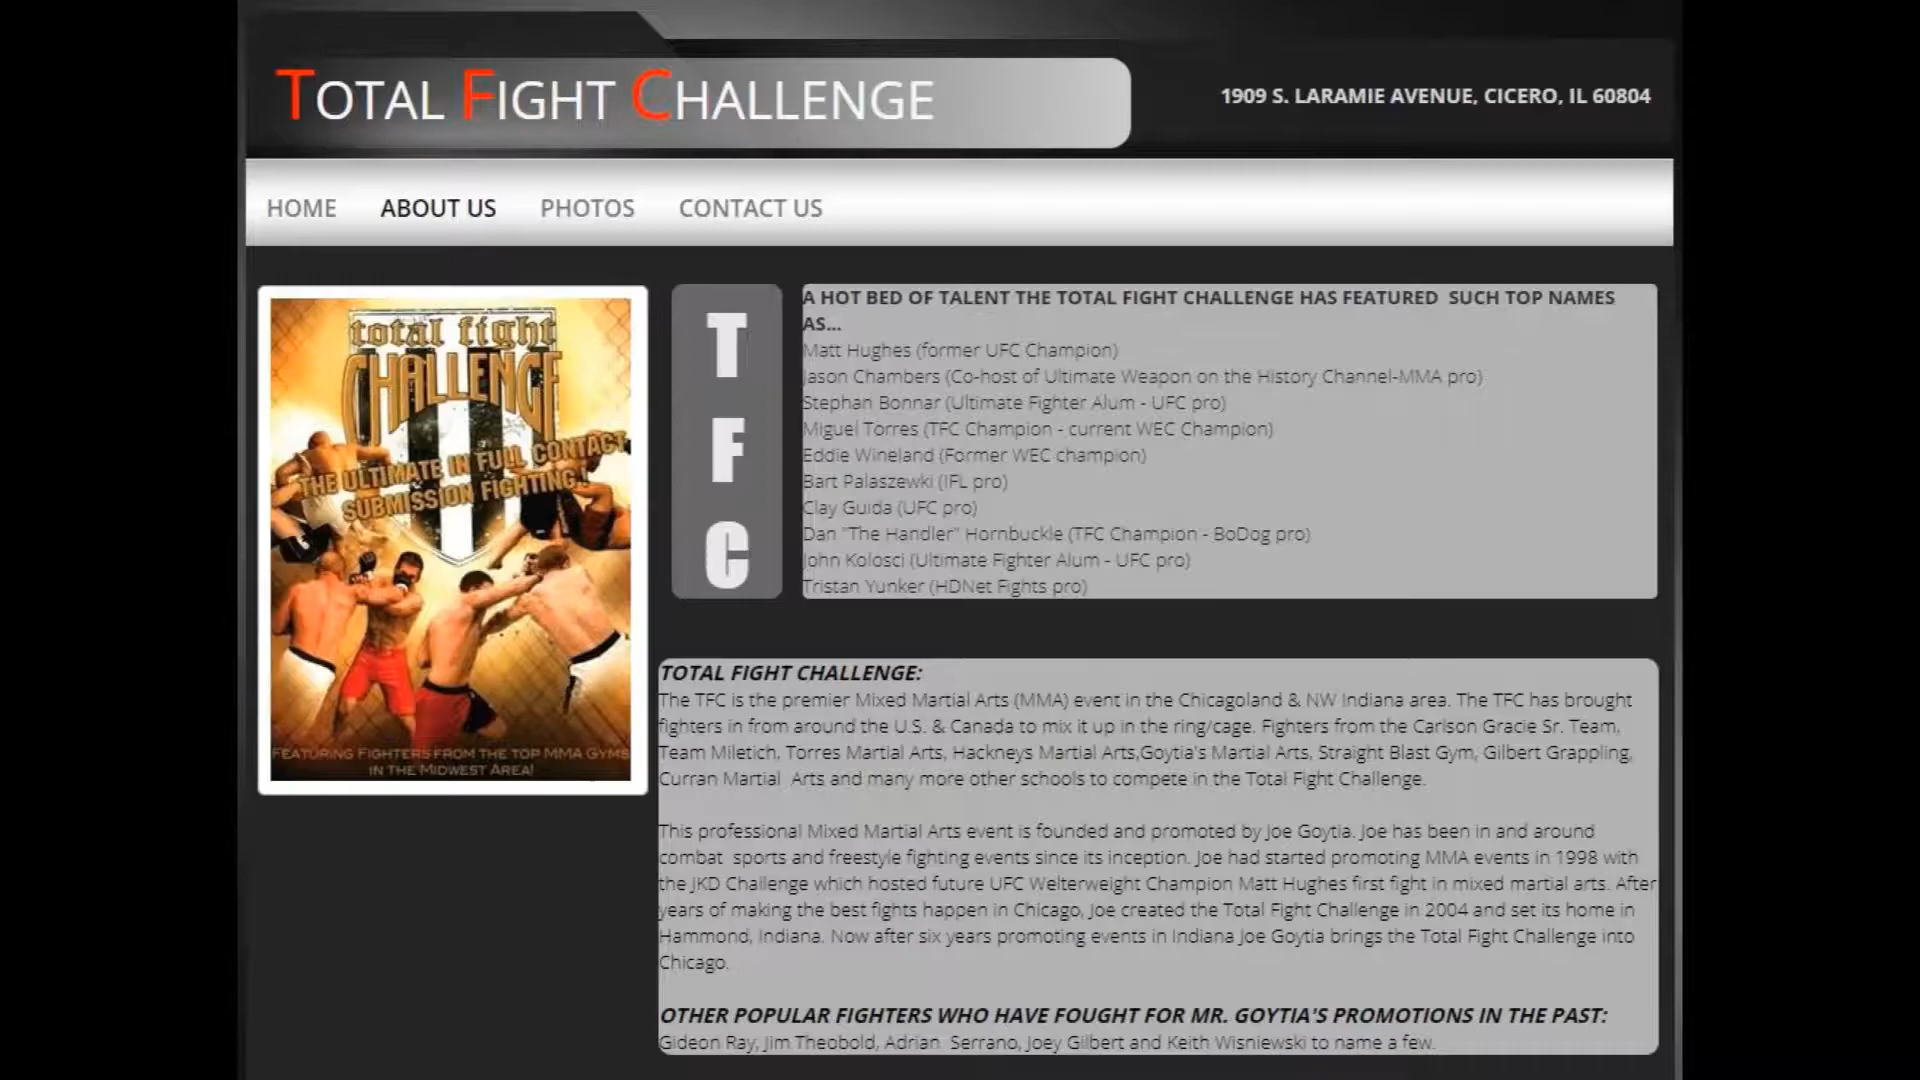 TOTAL FIGHT CHALLENGE
1909 S. LARAMIE AVENUE, CICERO, IL 60804
HOME ABOUT US PHOTOS CONTACT US
total fight
CHALLENGE
THE ULTIMATE IN FULL CONTACT
SUBMISSION FIGHTING!
FEATURING FIGHTERS FROM THE TOP MMA GYMS
IN THE MIDWEST AREA!
T
F
C
A HOT BED OF TALENT THE TOTAL FIGHT CHALLENGE HAS FEATURED SUCH TOP NAMES
AS...
Matt Hughes (former UFC Champion)
Jason Chambers (Co-host of Ultimate Weapon on the History Channel-MMA pro)
Stephan Bonnar (Ultimate Fighter Alum - UFC pro)
Miguel Torres (TFC Champion - current WEC Champion)
Eddie Wineland (Former WEC champion)
Bart Palaszewki (IFL pro)
Clay Guida (UFC pro)
Dan "The Handler" Hornbuckle (TFC Champion - BoDog pro)
John Kolosci (Ultimate Fighter Alum - UFC pro)
Tristan Yunker (HDNet Fights pro)
TOTAL FIGHT CHALLENGE:
The TFC is the premier Mixed Martial Arts (MMA) event in the Chicagoland & NW Indiana area. The TFC has brought
fighters in from around the U.S. & Canada to mix it up in the ring/cage. Fighters from the Carlson Gracie Sr. Team,
Team Miletich, Torres Martial Arts, Hackneys Martial Arts,Goytia's Martial Arts, Straight Blast Gym, Gilbert Grappling,
Curran Martial Arts and many more other schools to compete in the Total Fight Challenge.
This professional Mixed Martial Arts event is founded and promoted by Joe Goytia. Joe has been in and around
combat sports and freestyle fighting events since its inception. Joe had started promoting MMA events in 1998 with
the JKD Challenge which hosted future UFC Welterweight Champion Matt Hughes first fight in mixed martial arts. After
years of making the best fights happen in Chicago, Joe created the Total Fight Challenge in 2004 and set its home in
Hammond, Indiana. Now after six years promoting events in Indiana Joe Goytia brings the Total Fight Challenge into
Chicago.
OTHER POPULAR FIGHTERS WHO HAVE FOUGHT FOR MR. GOYTIA'S PROMOTIONS IN THE PAST:
Gideon Ray, Jim Theobold, Adrian Serrano, Joey Gilbert and Keith Wisniewski to name a few.